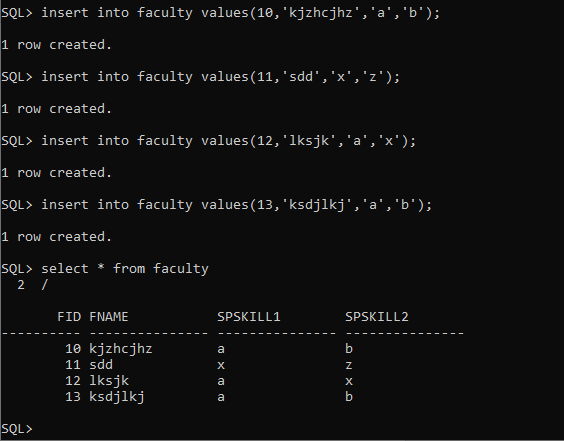 SQL> insert into faculty values(10,'kjzhcjhz','a','b');
1 row created.
SQL> insert into faculty values(11,'sdd','x','z');
1 row created.
SQL> insert into faculty values(12,'lksjk','a','x');
1 row created.
SQL> insert into faculty values(13,'ksdjlkj','a','b');
1 row created.
SQL> select * from faculty
  2  /
       FID FNAME           SPSKILL1        SPSKILL2
---------- --------------- --------------- ---------------
        10 kjzhcjhz        a               b
        11 sdd             x               z
        12 lksjk           a               x
        13 ksdjlkj         a               b
SQL>